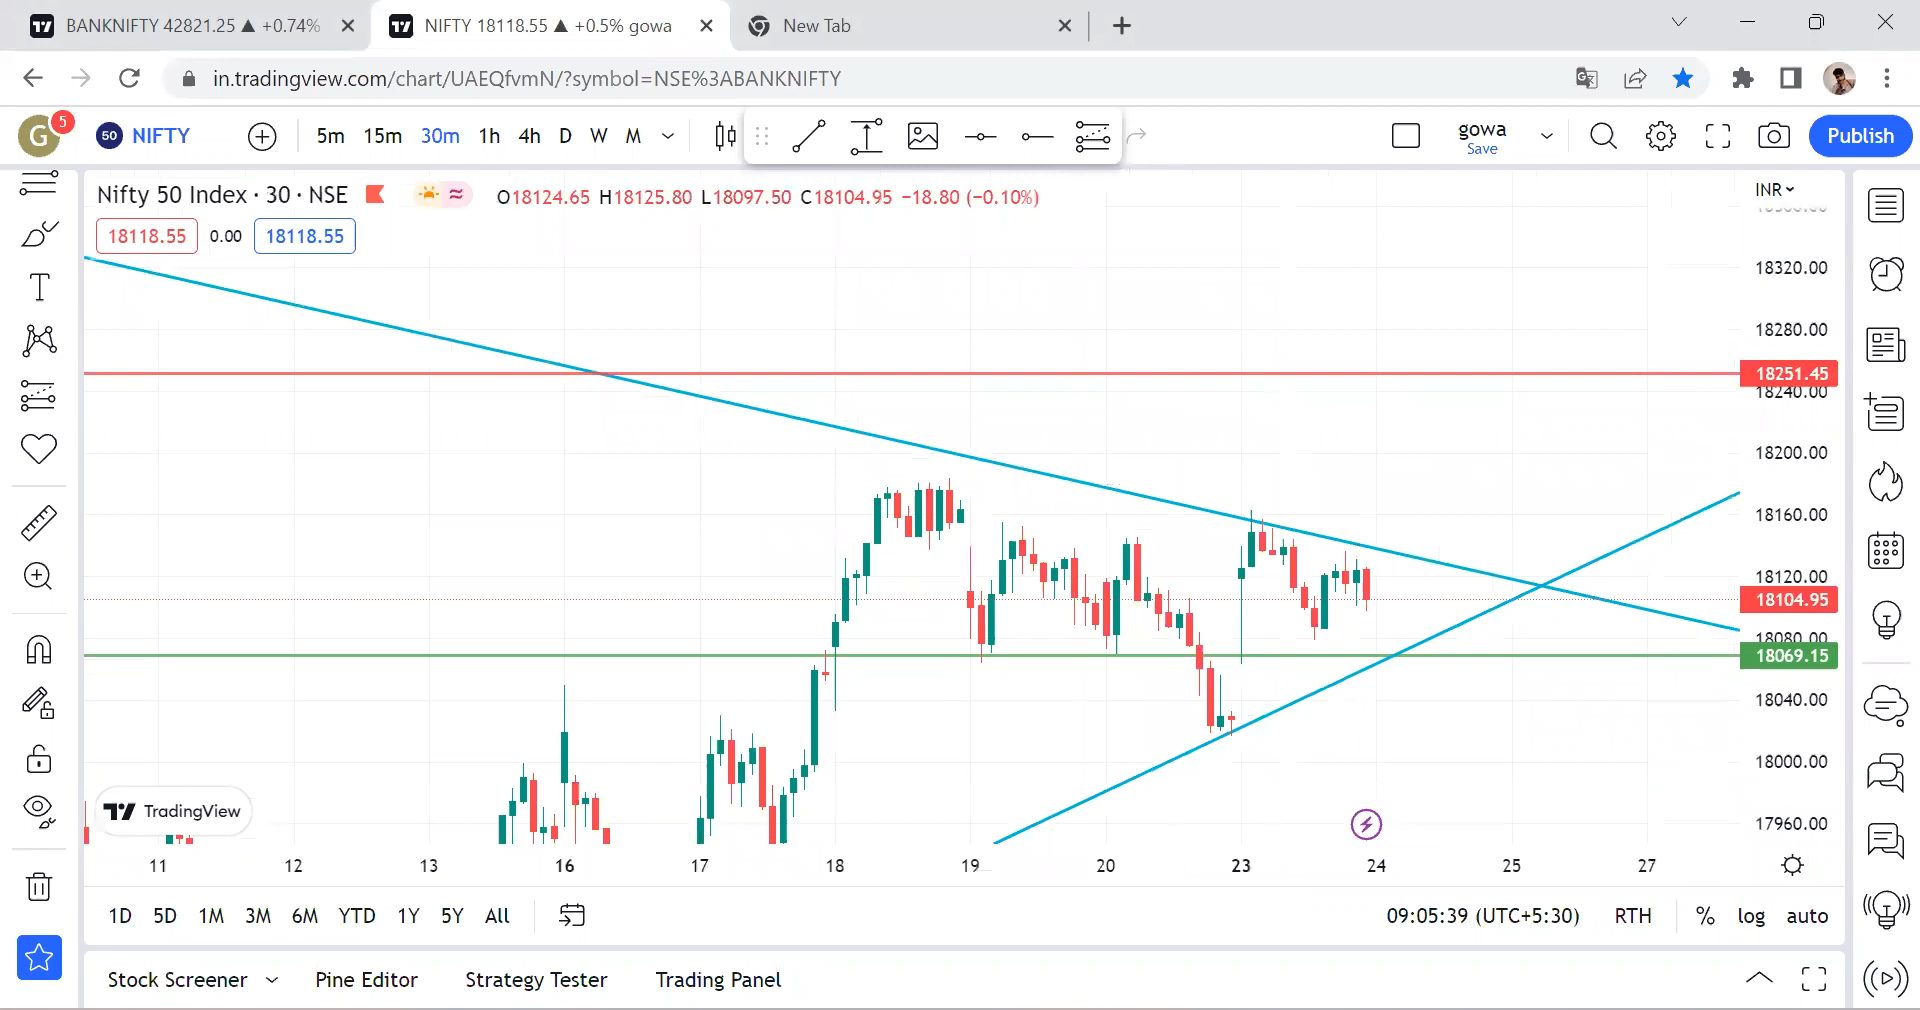 BANKNIFTY 42821.25 ▲ +0.74%
NIFTY 18118.55 ▲ +0.5% gowa
New Tab
in.tradingview.com/chart/UAEQfvmN/?symbol=NSE%3ABANKNIFTY
G 5 50 NIFTY 5m 15m 30m 1h 4h D W M gowa Save Publish
Nifty 50 Index · 30 · NSE O18124.65 H18125.80 L18097.50 C18104.95 −18.80 (−0.10%)
INR
18118.55 0.00 18118.55
18320.00
18280.00
18251.45
18240.00
18200.00
18160.00
18120.00
18104.95
18080.00
18069.15
18040.00
18000.00
17960.00
TradingView
11 12 13 16 17 18 19 20 23 24 25 27
1D 5D 1M 3M 6M YTD 1Y 5Y All 09:05:39 (UTC+5:30) RTH % log auto
Stock Screener Pine Editor Strategy Tester Trading Panel